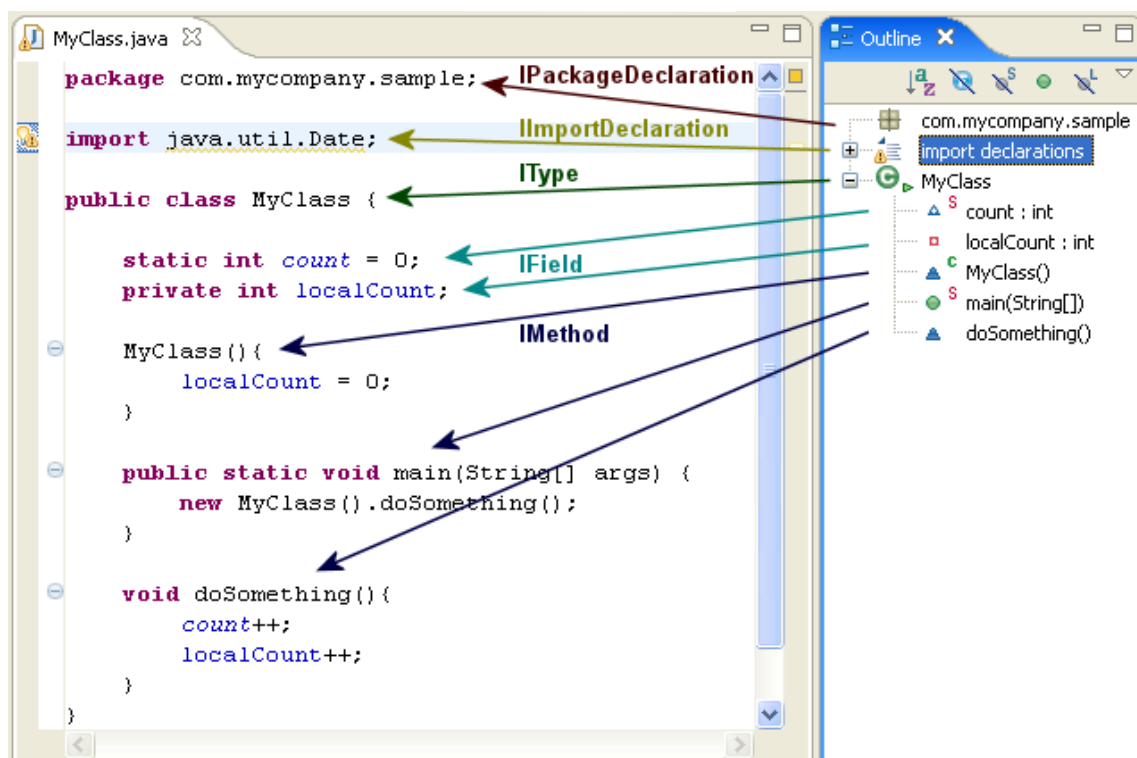 MyClass.java
package com.mycompany.sample;
IPackageDeclaration
import java.util.Date;
IImportDeclaration
IType
public class MyClass {
static int count = 0;
IField
private int localCount;
IMethod
MyClass(){
localCount = 0;
}
public static void main(String[] args) {
new MyClass().doSomething();
}
void doSomething(){
count++;
localCount++;
}
}
Outline
a
z
S
L
com.mycompany.sample
import declarations
C
MyClass
S
count : int
localCount : int
C
MyClass()
S
main(String[])
doSomething()